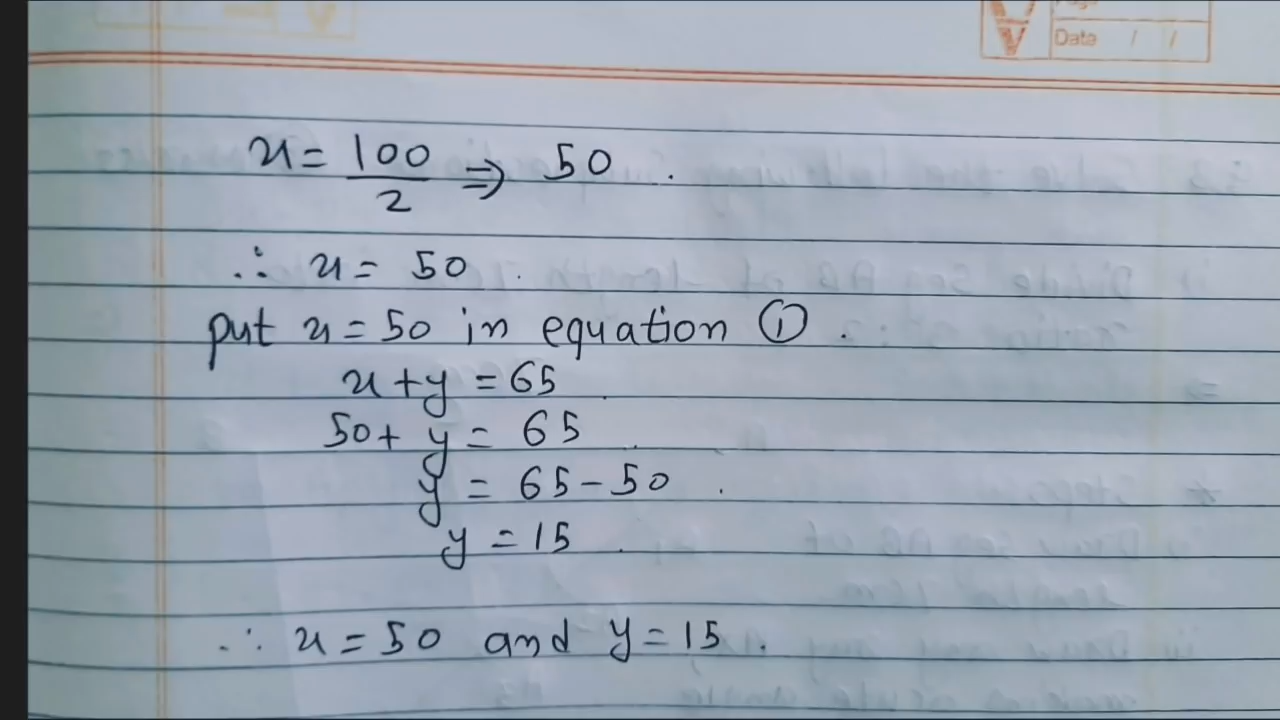 Date / /
x = 100/2 ⇒ 50 .
∴ x = 50 .
put x = 50 in equation ① .
x + y = 65 .
50 + y = 65 .
y = 65 - 50 .
y = 15 .
∴ x = 50 and y = 15 .